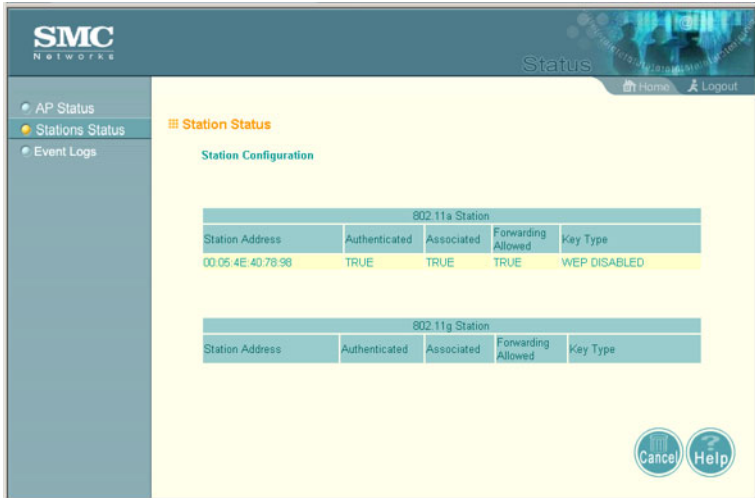 SMC
Networks
Status
Home
Logout
AP Status
Stations Status
Event Logs
Station Status
Station Configuration
802.11a Station
Station Address Authenticated Associated Forwarding Allowed Key Type
00:05:4E:40:78:98 TRUE TRUE TRUE WEP DISABLED
802.11g Station
Station Address Authenticated Associated Forwarding Allowed Key Type
Cancel
Help